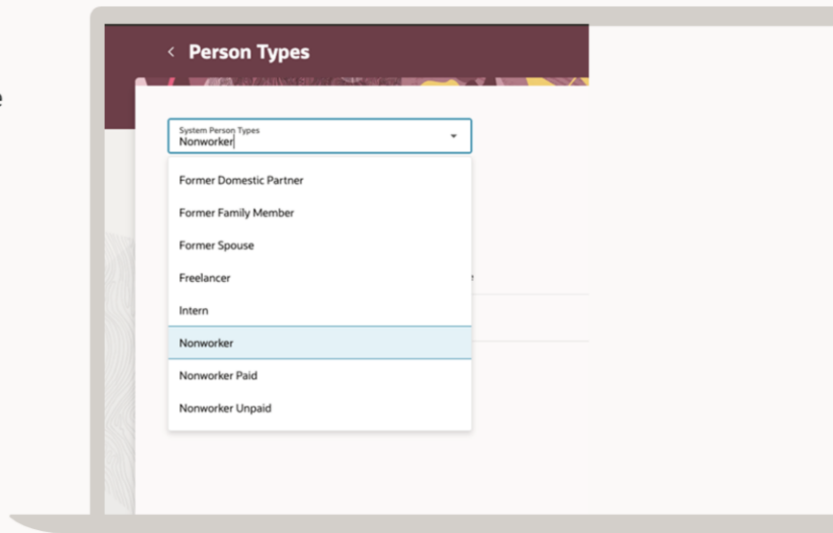 Person Types
System Person Types
Nonworker
Former Domestic Partner
Former Family Member
Former Spouse
Freelancer
Intern
Nonworker
Nonworker Paid
Nonworker Unpaid